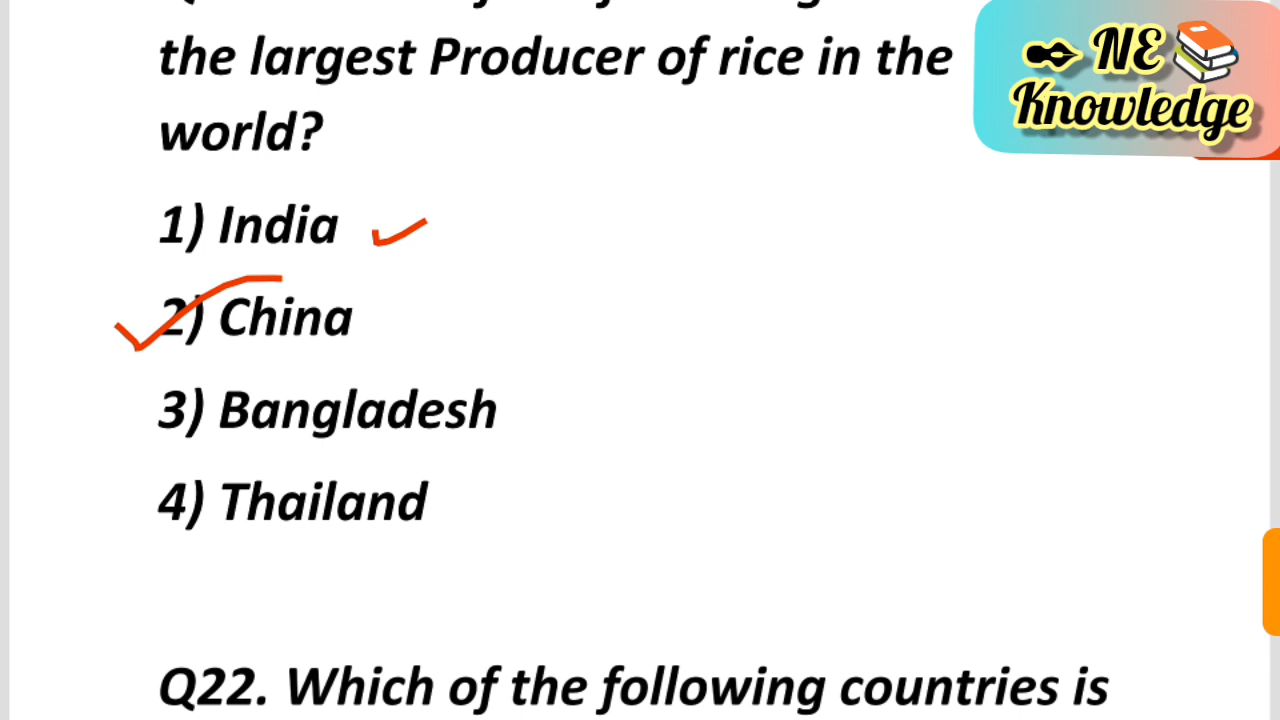 the largest Producer of rice in the
world?
NE
Knowledge
1) India
2) China
3) Bangladesh
4) Thailand
Q22. Which of the following countries is